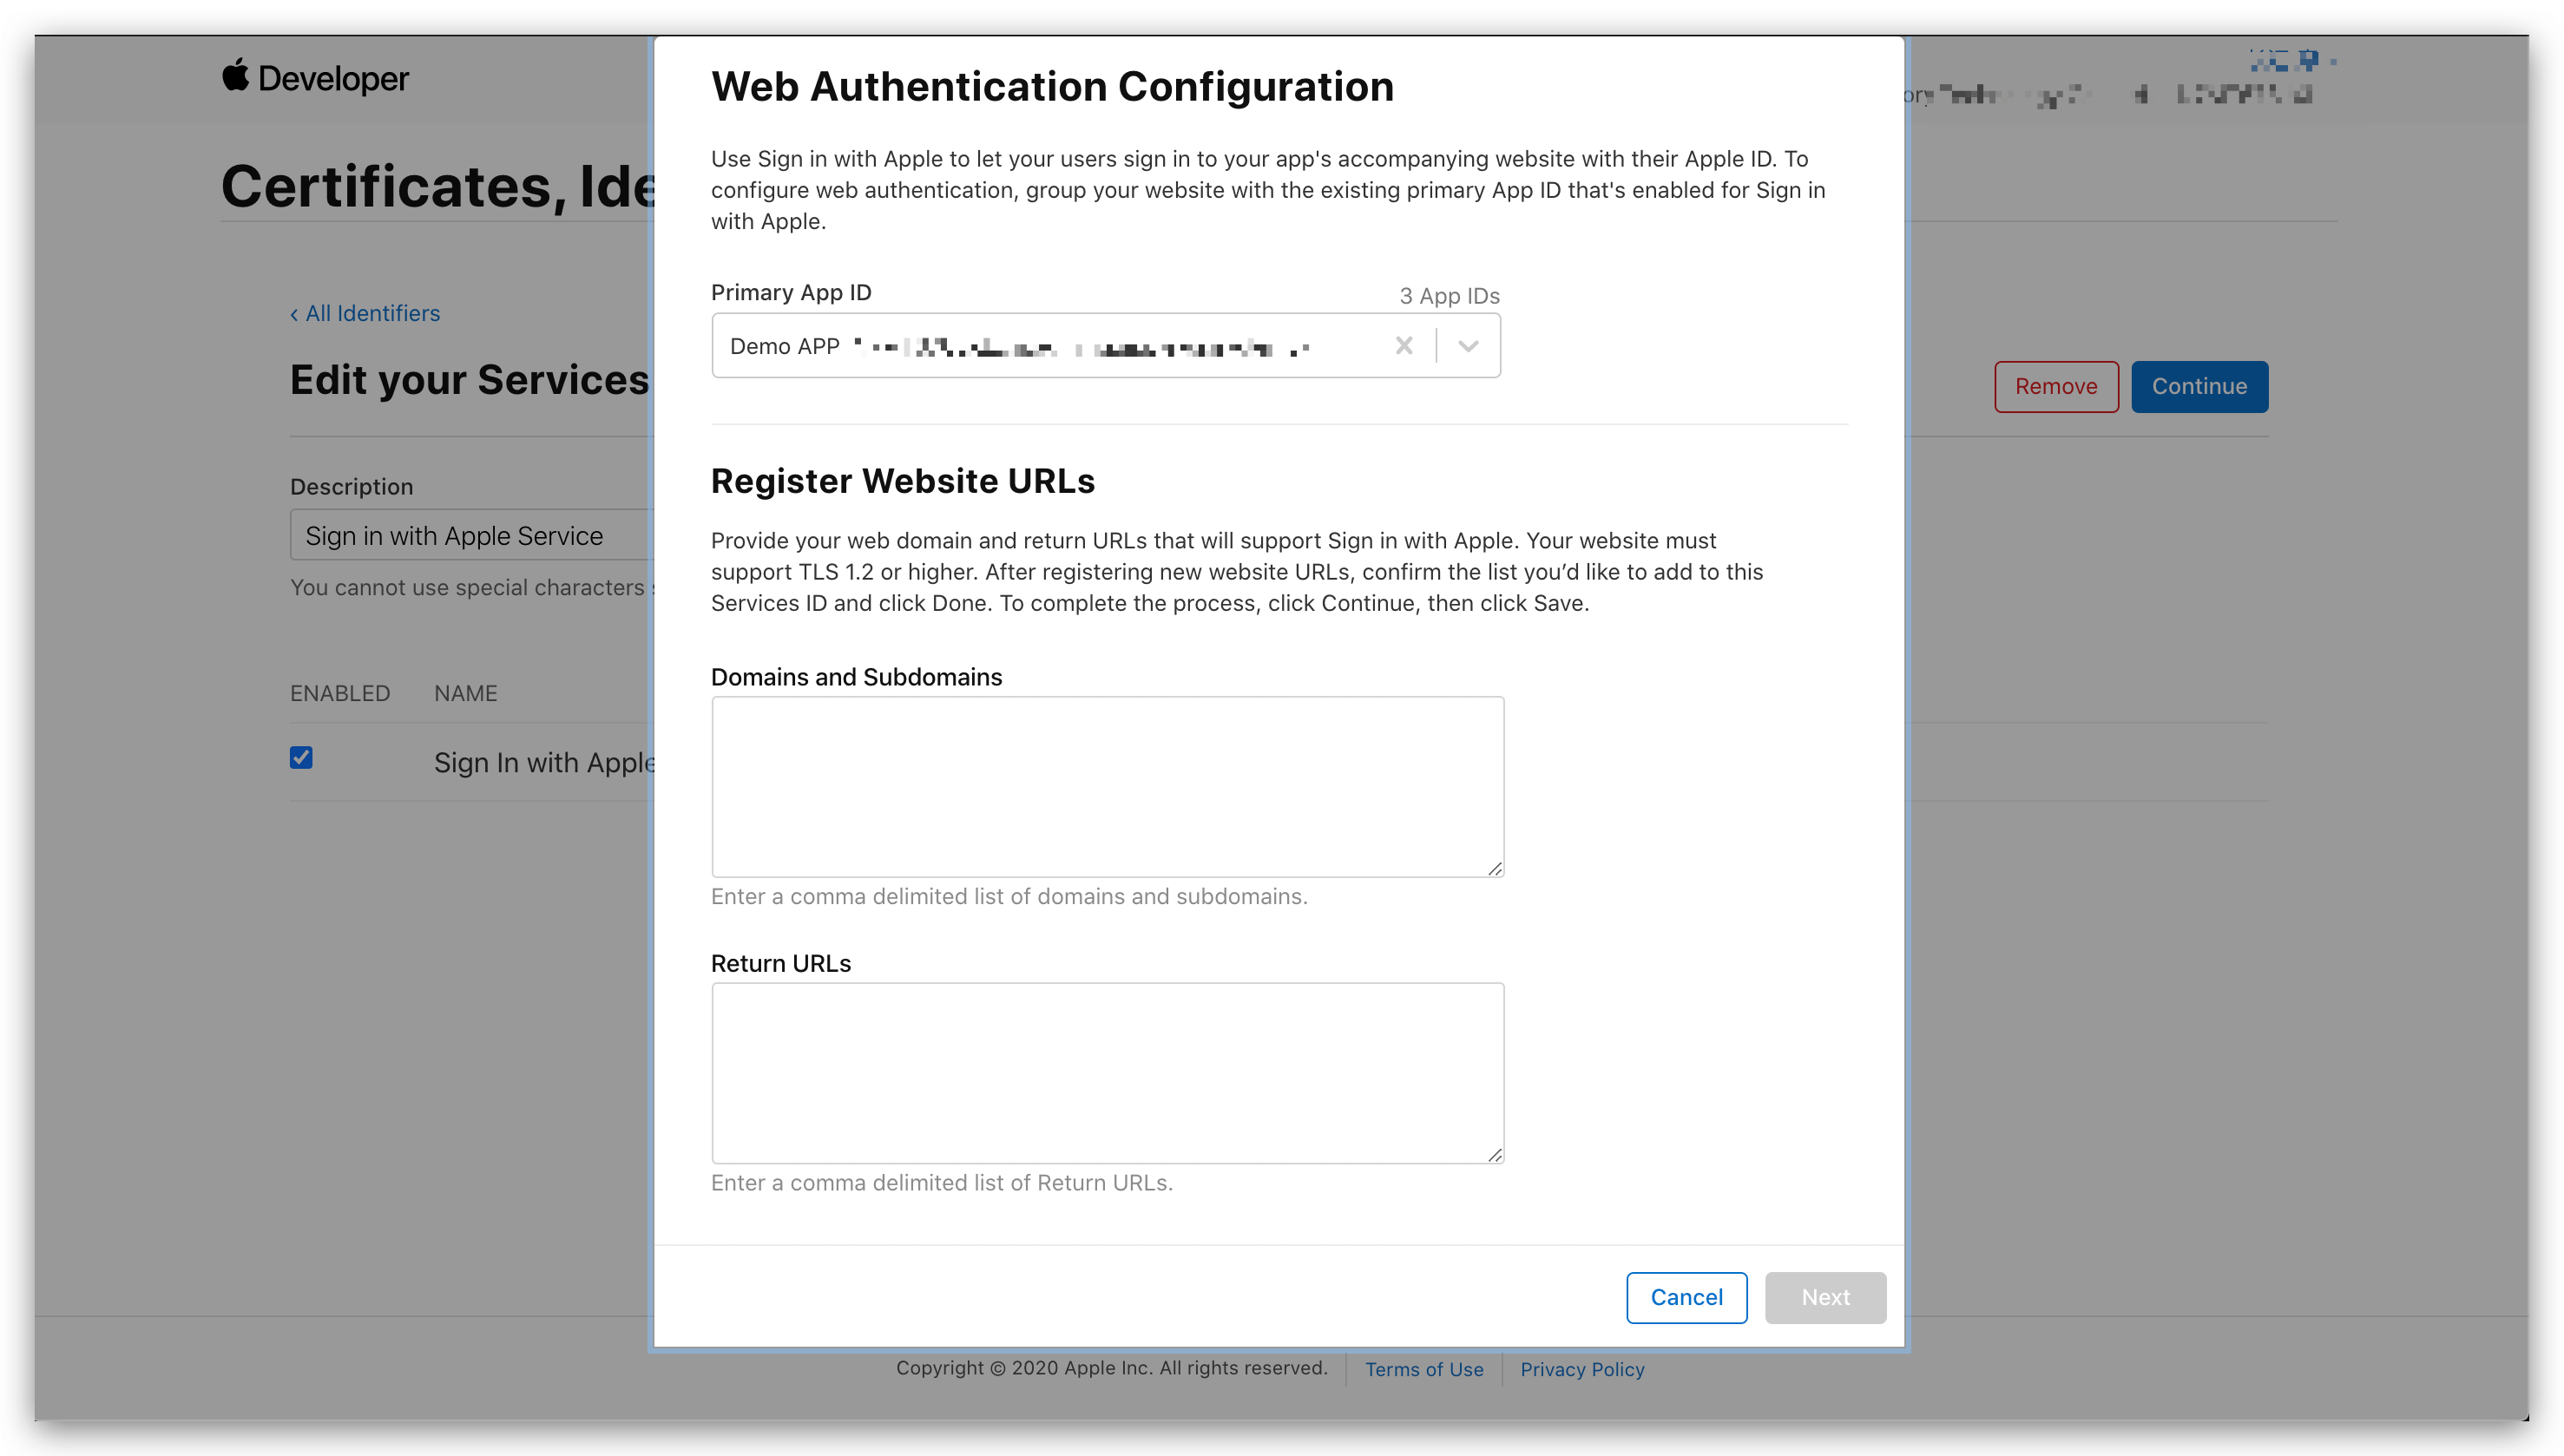 Developer
Certificates, Ide
‹ All Identifiers
Edit your Services
Remove
Continue
Description
Sign in with Apple Service
You cannot use special characters
ENABLED NAME
Sign In with Apple
Web Authentication Configuration
Use Sign in with Apple to let your users sign in to your app's accompanying website with their Apple ID. To
configure web authentication, group your website with the existing primary App ID that's enabled for Sign in
with Apple.
Primary App ID
3 App IDs
Demo APP
Register Website URLs
Provide your web domain and return URLs that will support Sign in with Apple. Your website must
support TLS 1.2 or higher. After registering new website URLs, confirm the list you’d like to add to this
Services ID and click Done. To complete the process, click Continue, then click Save.
Domains and Subdomains
Enter a comma delimited list of domains and subdomains.
Return URLs
Enter a comma delimited list of Return URLs.
Cancel
Next
Copyright © 2020 Apple Inc. All rights reserved.
Terms of Use
Privacy Policy